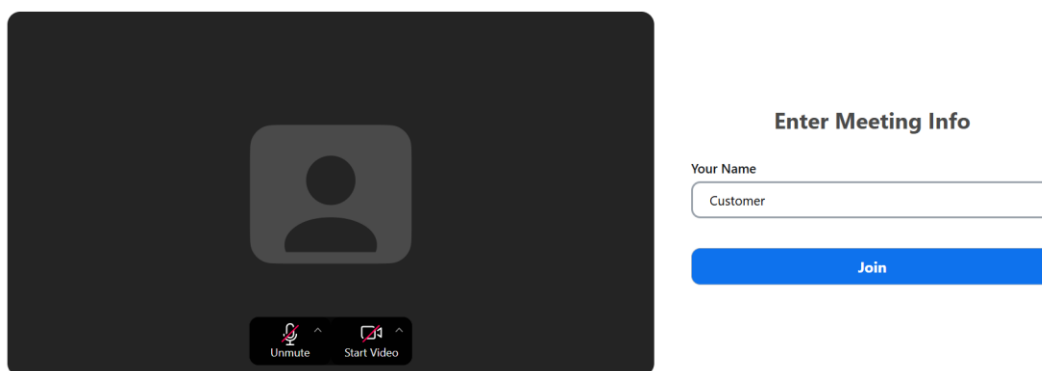 Enter Meeting Info
Your Name
Customer
Join
Unmute
Start Video